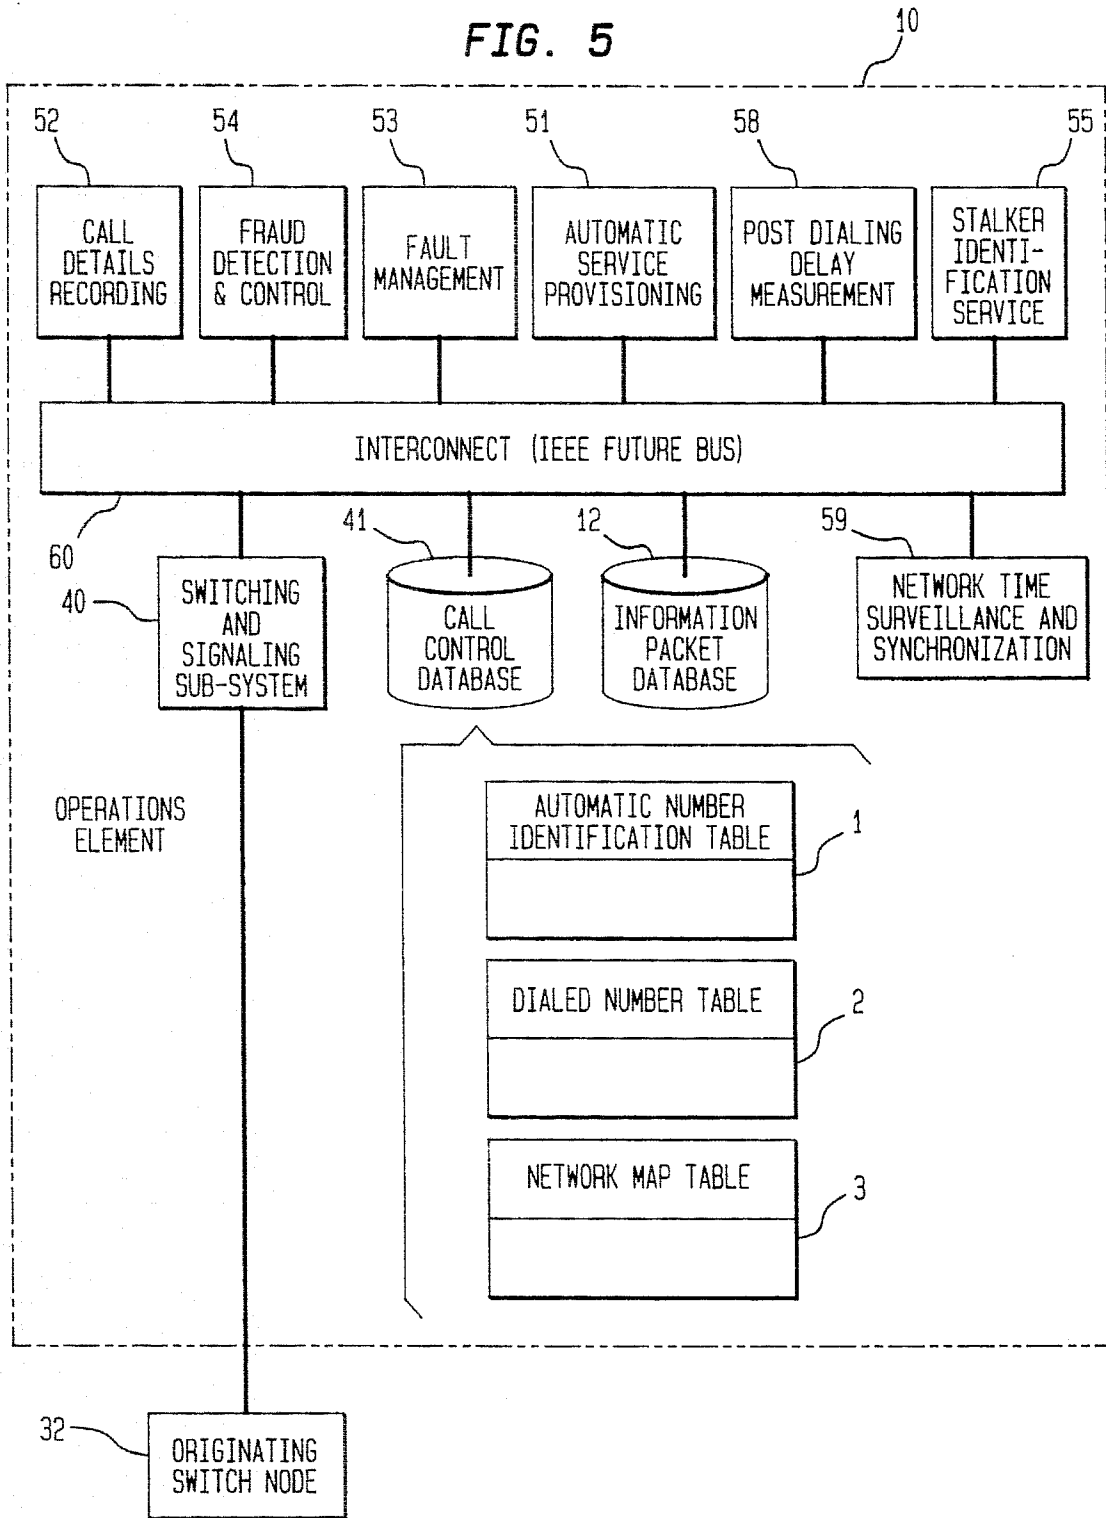 FIG. 5
10
52
54
53
51
58
55
CALL
DETAILS
RECORDING
FRAUD
DETECTION
& CONTROL
FAULT
MANAGEMENT
AUTOMATIC
SERVICE
PROVISIONING
POST DIALING
DELAY
MEASUREMENT
STALKER
IDENTI-
FICATION
SERVICE
INTERCONNECT (IEEE FUTURE BUS)
60
41
12
59
40
SWITCHING
AND
SIGNALING
SUB-SYSTEM
CALL
CONTROL
DATABASE
INFORMATION
PACKET
DATABASE
NETWORK TIME
SURVEILLANCE AND
SYNCHRONIZATION
OPERATIONS
ELEMENT
AUTOMATIC NUMBER
IDENTIFICATION TABLE
1
DIALED NUMBER TABLE
2
NETWORK MAP TABLE
3
32
ORIGINATING
SWITCH NODE